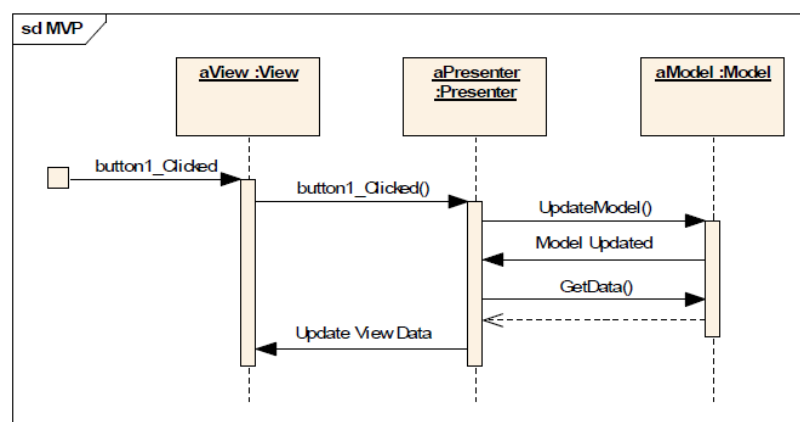 sd MVP
aView :View
aPresenter
:Presenter
aModel :Model
button1_Clicked
button1_Clicked()
UpdateModel()
Model Updated
GetData()
Update View Data